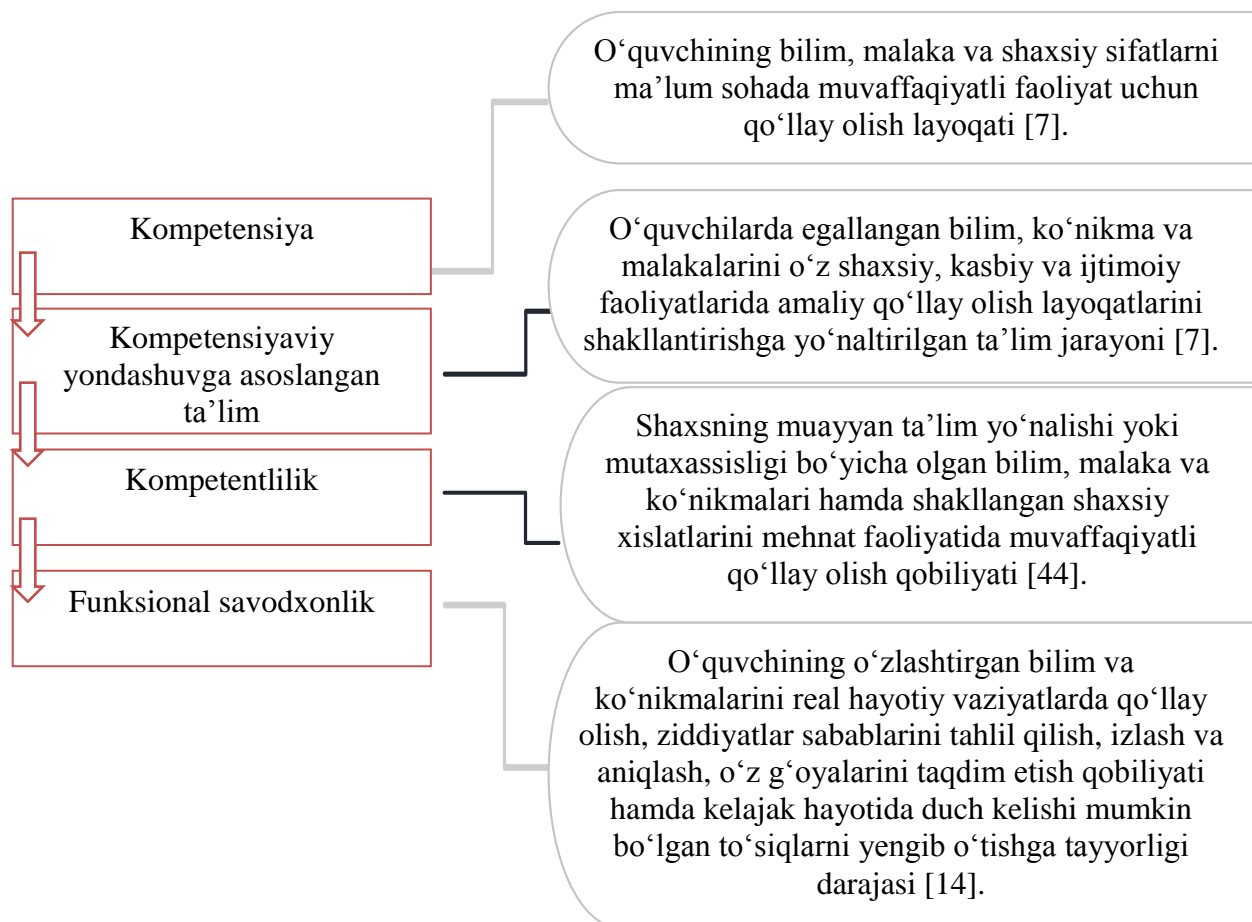 O‘quvchining bilim, malaka va shaxsiy sifatlarni
ma’lum sohada muvaffaqiyatli faoliyat uchun
qo‘llay olish layoqati [7].
Kompetensiya
O‘quvchilarda egallangan bilim, ko‘nikma va
malakalarini o‘z shaxsiy, kasbiy va ijtimoiy
faoliyatlarida amaliy qo‘llay olish layoqatlarini
shakllantirishga yo‘naltirilgan ta’lim jarayoni [7].
Kompetensiyaviy
yondashuvga asoslangan
ta’lim
Shaxsning muayyan ta’lim yo‘nalishi yoki
mutaxassisligi bo‘yicha olgan bilim, malaka va
ko‘nikmalari hamda shakllangan shaxsiy
xislatlarini mehnat faoliyatida muvaffaqiyatli
qo‘llay olish qobiliyati [44].
Kompetentlilik
Funksional savodxonlik
O‘quvchining o‘zlashtirgan bilim va
ko‘nikmalarini real hayotiy vaziyatlarda qo‘llay
olish, ziddiyatlar sabablarini tahlil qilish, izlash va
aniqlash, o‘z g‘oyalarini taqdim etish qobiliyati
hamda kelajak hayotida duch kelishi mumkin
bo‘lgan to‘siqlarni yengib o‘tishga tayyorligi
darajasi [14].